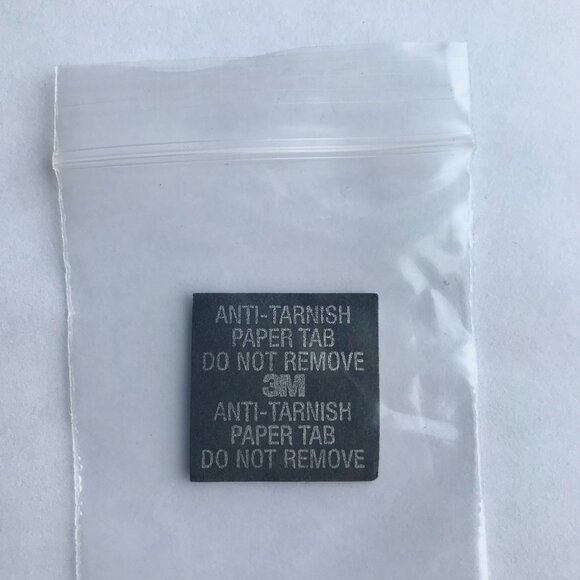 ANTI-TARNISH
PAPER TAB
DO NOT REMOVE
3M
ANTI-TARNISH
PAPER TAB
DO NOT REMOVE